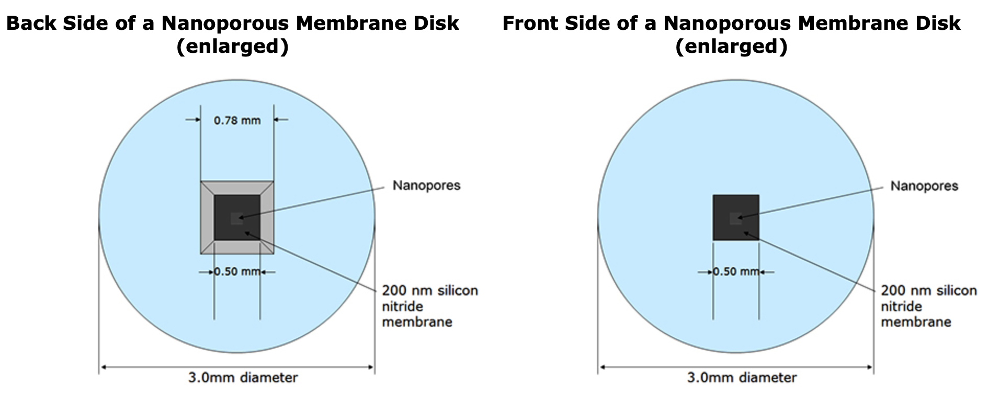 Back Side of a Nanoporous Membrane Disk
(enlarged)
0.78 mm
Nanopores
0.50 mm
200 nm silicon
nitride
membrane
3.0mm diameter
Front Side of a Nanoporous Membrane Disk
(enlarged)
Nanopores
0.50 mm
200 nm silicon
nitride
membrane
3.0mm diameter